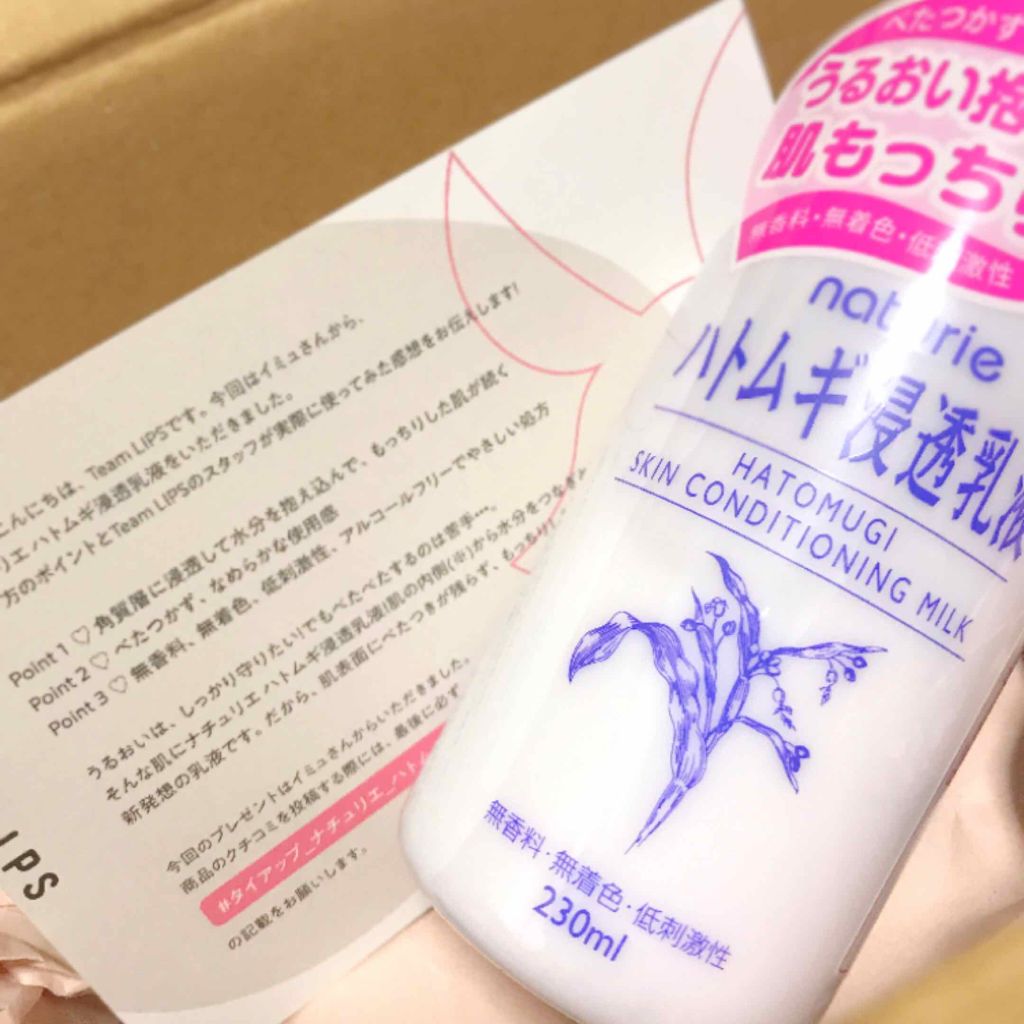 こんにちは、Team LIPSです。今回はイミュさんから、
リエ ハトムギ浸透乳液をいただきました。
方のポイントとTeam LIPSのスタッフが実際に使ってみた感想をお伝えします!
Point 1 ♡ 角質層に浸透して水分を抱え込んで、もっちりした肌が続く
Point 2 ♡ べたつかず、なめらかな使用感
Point 3 ♡ 無香料、無着色、低刺激性、アルコールフリーでやさしい処方
うるおいは、しっかり守りたい!でもべたべたするのは苦手…。
そんな肌にナチュリエ ハトムギ浸透乳液!肌の内側(※)から水分をつなぎ
新発想の乳液です。だから、肌表面にべたつきが残らず、もっちり!
今回のプレゼントはイミュさんからいただきました。
商品のクチコミを投稿する際には、最後に必ず
#タイアップ_ナチュリエ_ハトム
の記載をお願いします。
LIPS
べたつかず
うるおい抱
肌もっちり
無香料・無着色・低刺激性
naturie
ハトムギ浸透乳液
HATOMUGI
SKIN CONDITIONING MILK
無香料・無着色・低刺激性
230ml